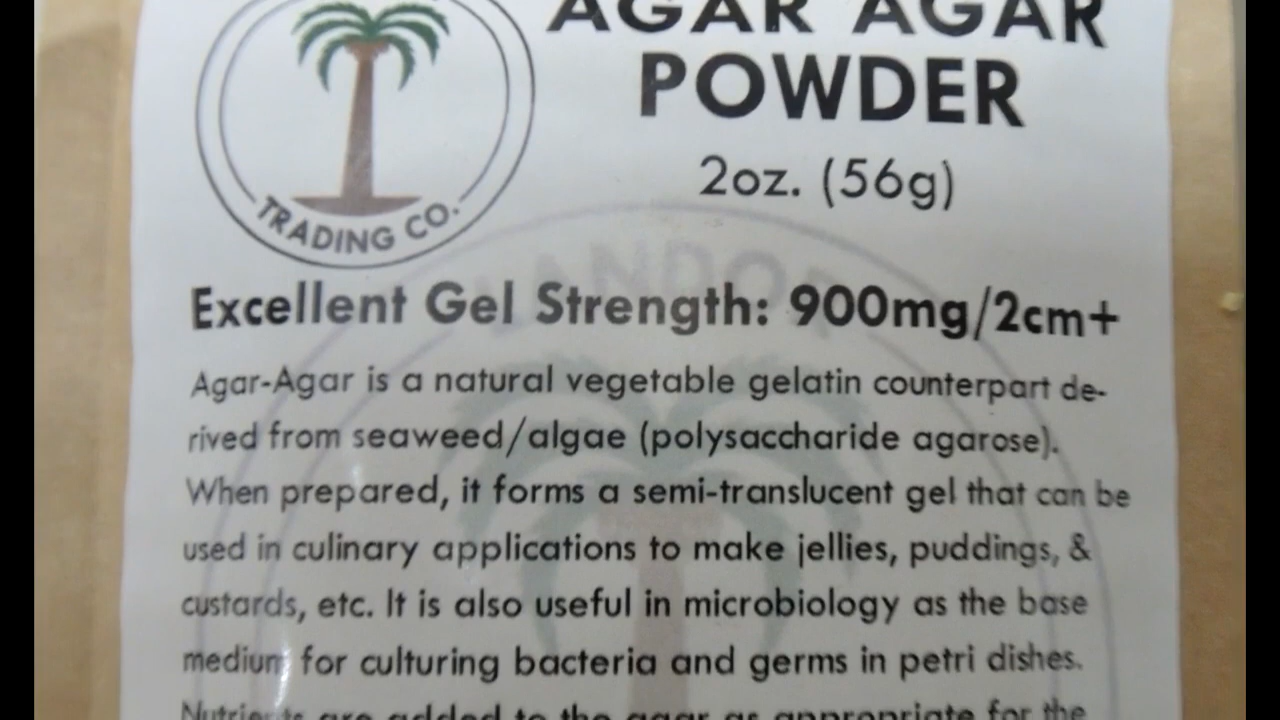 AGAR AGAR
POWDER
2oz. (56g)
TRADING CO.
Excellent Gel Strength: 900mg/2cm+
Agar-Agar is a natural vegetable gelatin counterpart de-
rived from seaweed/algae (polysaccharide agarose).
When prepared, it forms a semi-translucent gel that can be
used in culinary applications to make jellies, puddings, &
custards, etc. It is also useful in microbiology as the base
medium for culturing bacteria and germs in petri dishes.
Nutrients are added to the agar as appropriate for the